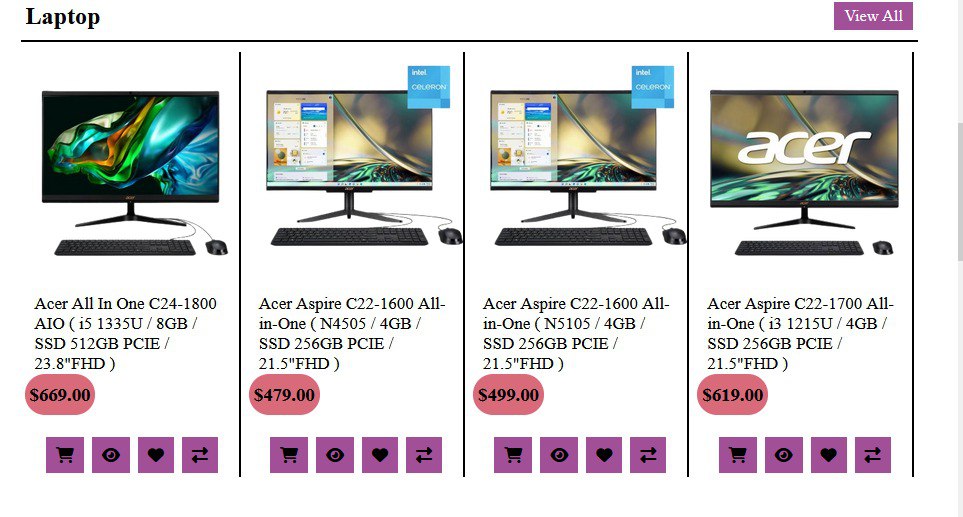 Laptop
View All
intel.
CELERON
intel.
CELERON
acer
Acer All In One C24-1800
AIO ( i5 1335U / 8GB /
SSD 512GB PCIE /
23.8"FHD )
$669.00
Acer Aspire C22-1600 All-
in-One ( N4505 / 4GB /
SSD 256GB PCIE /
21.5"FHD )
$479.00
Acer Aspire C22-1600 All-
in-One ( N5105 / 4GB /
SSD 256GB PCIE /
21.5"FHD )
$499.00
Acer Aspire C22-1700 All-
in-One ( i3 1215U / 4GB /
SSD 256GB PCIE /
21.5"FHD )
$619.00